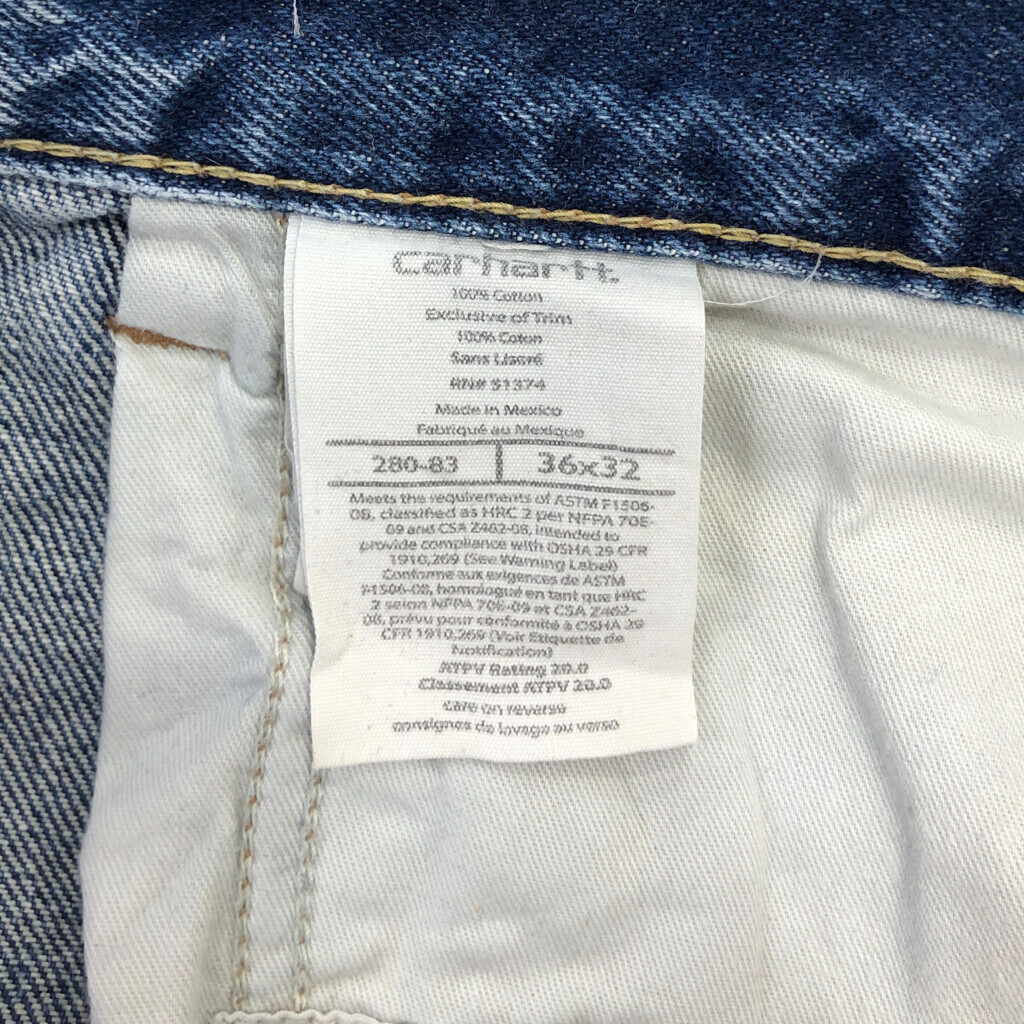 carhartt.
100% Cotton
Exclusive of Trim
100% Coton
Sans Liseré
RN# 51374
Made in Mexico
Fabriqué au Mexique
280-83 | 36x32
Meets the requirements of ASTM F1506-
08, classified as HRC 2 per NFPA 70E-
09 and CSA Z462-08, intended to
provide compliance with OSHA 29 CFR
1910,269 (See Warning Label)
Conforme aux exigences de ASTM
F1506-08, homologué en tant que HRC
2 selon NFPA 70E-09 et CSA Z462-
08, prévu pour conformité à OSHA 29
CFR 1910,269 (Voir Etiquette de
Notification)
ATPV Rating 20.0
Classement ATPV 20.0
care on reverse
consignes de lavage au verso